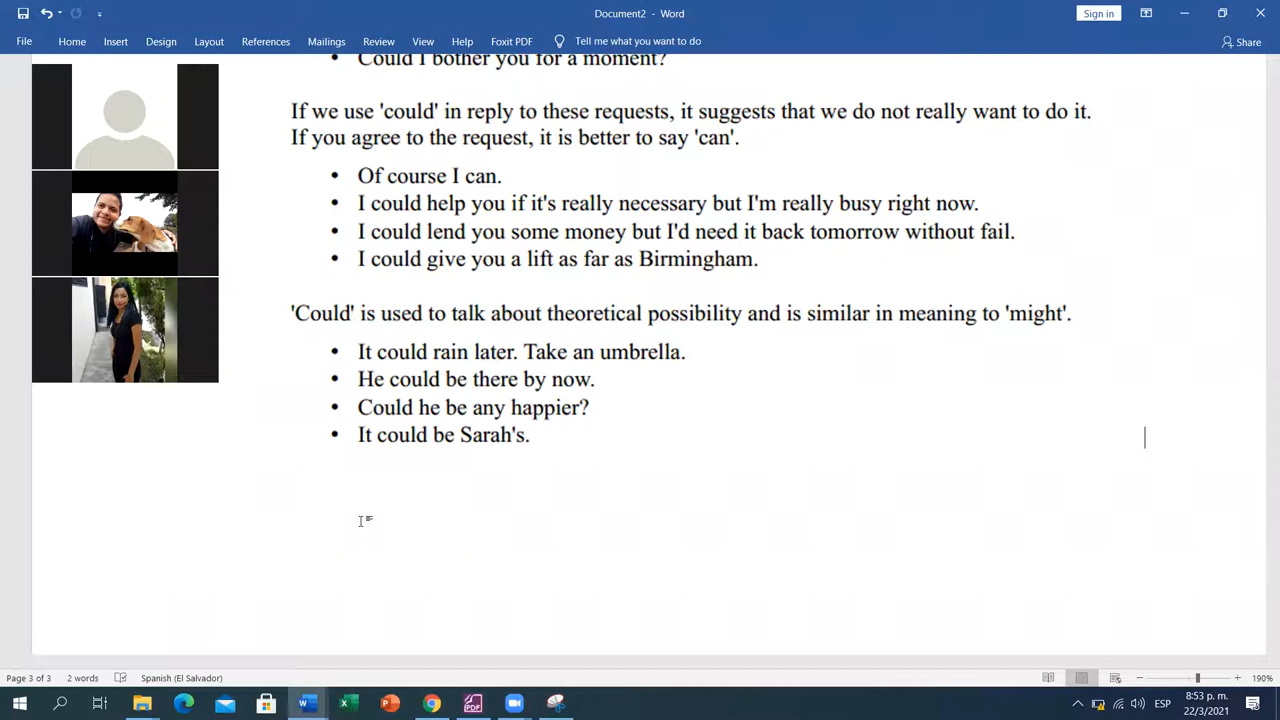 Document2 - Word
Sign in
File Home Insert Design Layout References Mailings Review View Help Foxit PDF Tell me what you want to do Share
• Could I bother you for a moment?
If we use 'could' in reply to these requests, it suggests that we do not really want to do it.
If you agree to the request, it is better to say 'can'.
• Of course I can.
• I could help you if it's really necessary but I'm really busy right now.
• I could lend you some money but I'd need it back tomorrow without fail.
• I could give you a lift as far as Birmingham.
'Could' is used to talk about theoretical possibility and is similar in meaning to 'might'.
• It could rain later. Take an umbrella.
• He could be there by now.
• Could he be any happier?
• It could be Sarah's.
Page 3 of 3 2 words Spanish (El Salvador) 190%
ESP
8:53 p. m.
22/3/2021